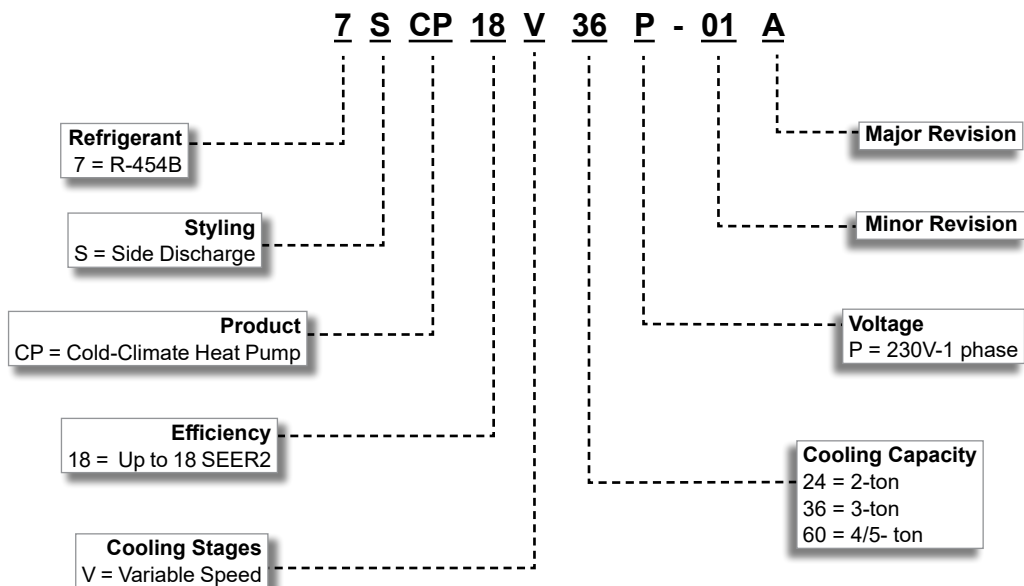 7 S CP 18 V 36 P - 01 A
Refrigerant
7 = R-454B
Styling
S = Side Discharge
Product
CP = Cold-Climate Heat Pump
Efficiency
18 = Up to 18 SEER2
Cooling Stages
V = Variable Speed
Major Revision
Minor Revision
Voltage
P = 230V-1 phase
Cooling Capacity
24 = 2-ton
36 = 3-ton
60 = 4/5- ton